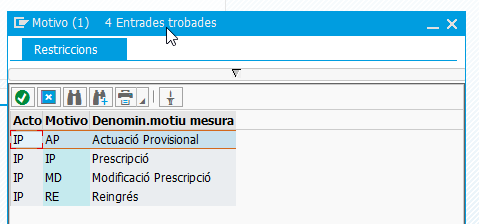 Motivo (1) 4 Entrades trobades
Restriccions
Acto Motivo Denomin.motiu mesura
IP AP Actuació Provisional
IP IP Prescripció
IP MD Modificació Prescripció
IP RE Reingrés